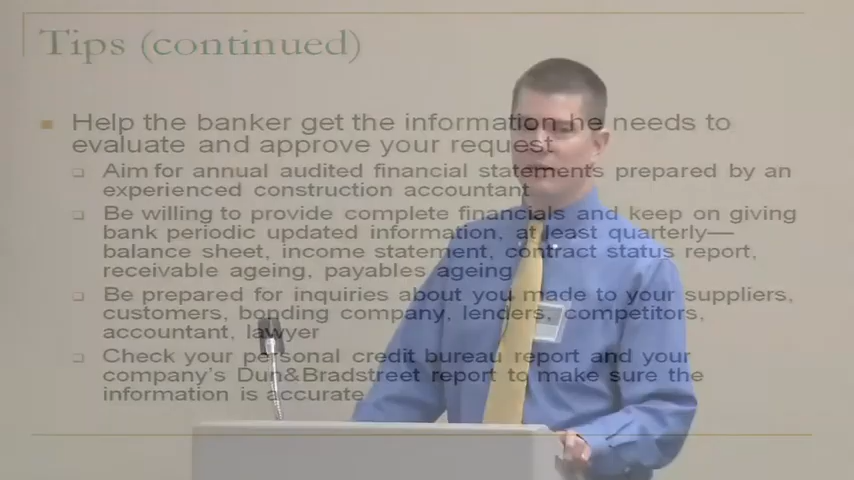 Tips (continued)
Help the banker get the information he needs to
evaluate and approve your request
Aim for annual audited financial statements prepared by an
experienced construction accountant
Be willing to provide complete financials and keep on giving
bank periodic updated information, at least quarterly—
balance sheet, income statement, contract status report,
receivable ageing, payables ageing
Be prepared for inquiries about you made to your suppliers,
customers, bonding company, lenders, competitors,
accountant, lawyer
Check your personal credit bureau report and your
company's Dun&Bradstreet report to make sure the
information is accurate